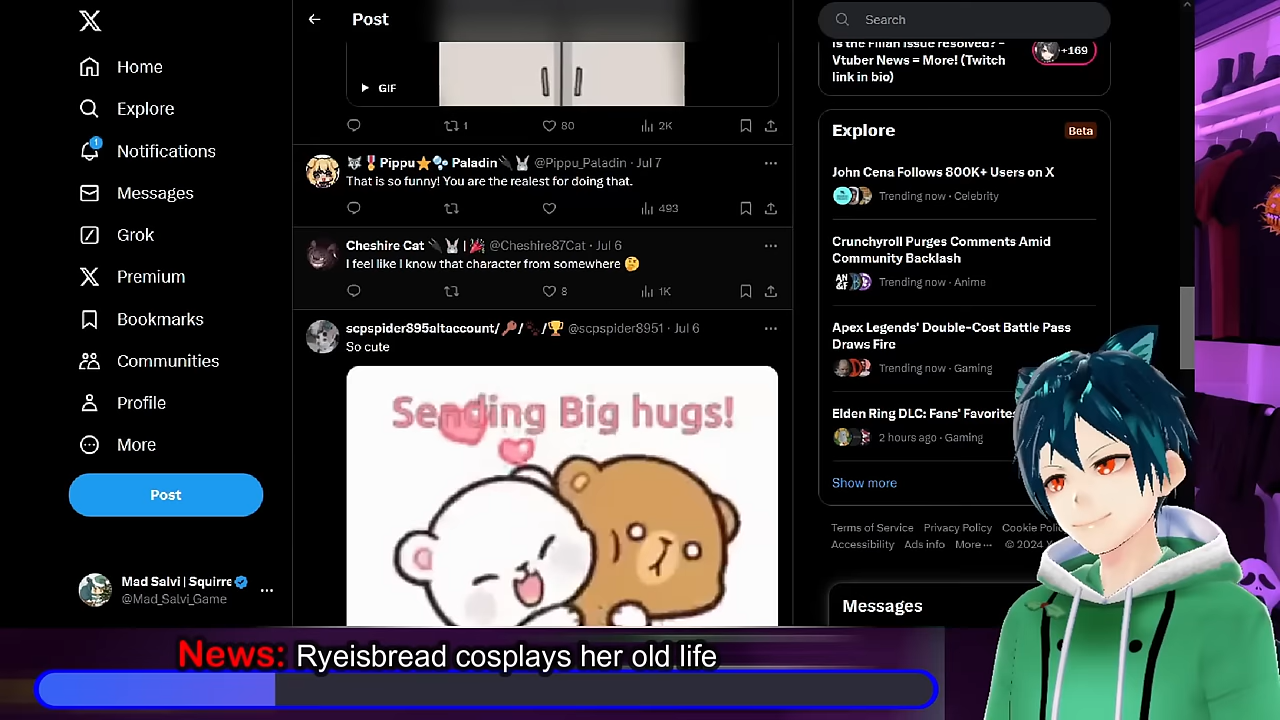 Home
Explore
1
Notifications
Messages
Grok
Premium
Bookmarks
Communities
Profile
More
Post
Mad Salvi | Squirre
@Mad_Salvi_Game
Post
GIF
1
80
2K
Pippu⭐🫧 Paladin🔌🐰 @Pippu_Paladin · Jul 7
That is so funny! You are the realest for doing that.
493
Cheshire Cat🔌🐰 | 🎉 @Cheshire87Cat · Jul 6
I feel like I know that character from somewhere 🤔
8
1K
scpspider895altaccount/🔑/🐾/🏆 @scpspider8951 · Jul 6
So cute
Sending Big hugs!
Search
Is the Filian issue resolved? –
Vtuber News = More! (Twitch
link in bio)
+169
Explore
Beta
John Cena Follows 800K+ Users on X
Trending now · Celebrity
Crunchyroll Purges Comments Amid
Community Backlash
Trending now · Anime
Apex Legends' Double-Cost Battle Pass
Draws Fire
Trending now · Gaming
Elden Ring DLC: Fans' Favorites
2 hours ago · Gaming
Show more
Terms of Service Privacy Policy Cookie
Accessibility Ads info More ··· © 2024 X
Messages
News: Ryeisbread cosplays her old life